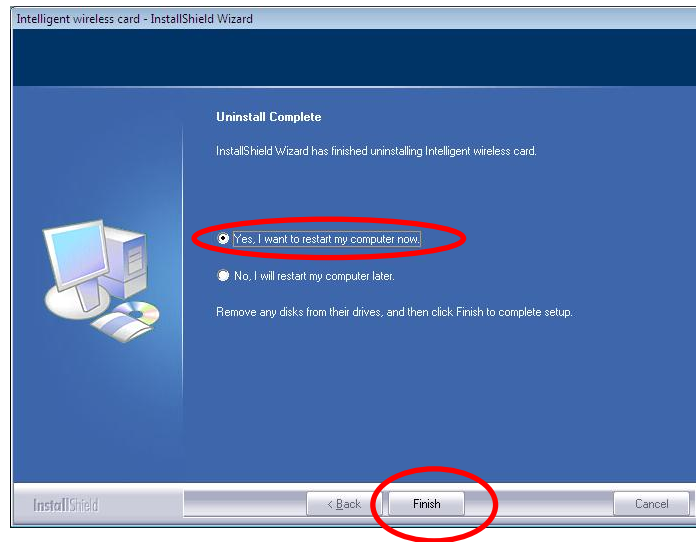 Intelligent wireless card - InstallShield Wizard
Uninstall Complete
InstallShield Wizard has finished uninstalling Intelligent wireless card.
Yes, I want to restart my computer now.
No, I will restart my computer later.
Remove any disks from their drives, and then click Finish to complete setup.
InstallShield
< Back Finish Cancel